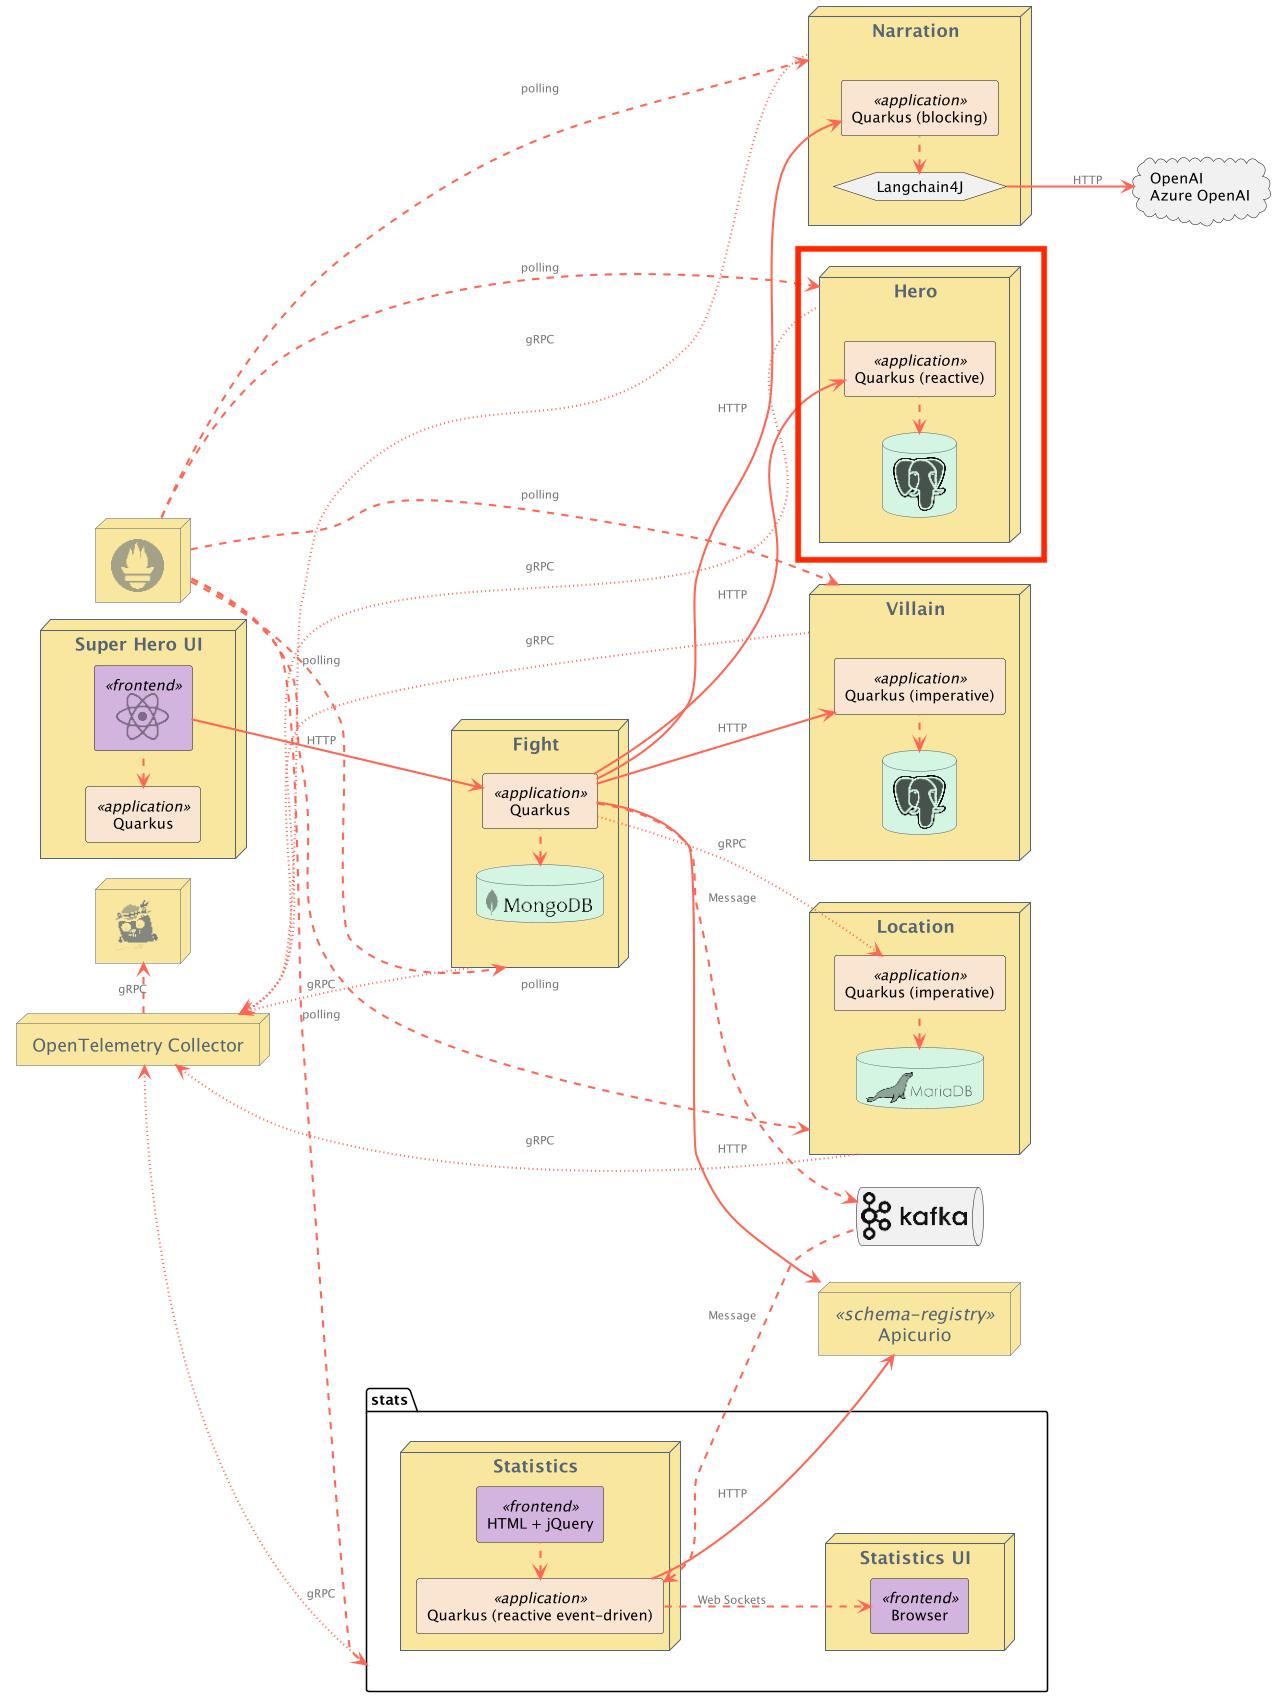 Narration
«application»
Quarkus (blocking)
Langchain4J
HTTP
OpenAI
Azure OpenAI
polling
polling
gRPC
HTTP
Hero
«application»
Quarkus (reactive)
polling
gRPC
HTTP
Villain
«application»
Quarkus (imperative)
gRPC
polling
HTTP
Super Hero UI
«frontend»
«application»
Quarkus
HTTP
Fight
«application»
Quarkus
MongoDB
gRPC
Message
Location
«application»
Quarkus (imperative)
MariaDB
gRPC
gRPC
polling
polling
OpenTelemetry Collector
gRPC
HTTP
kafka
Message
«schema-registry»
Apicurio
stats
Statistics
«frontend»
HTML + jQuery
«application»
Quarkus (reactive event-driven)
HTTP
Web Sockets
Statistics UI
«frontend»
Browser
gRPC